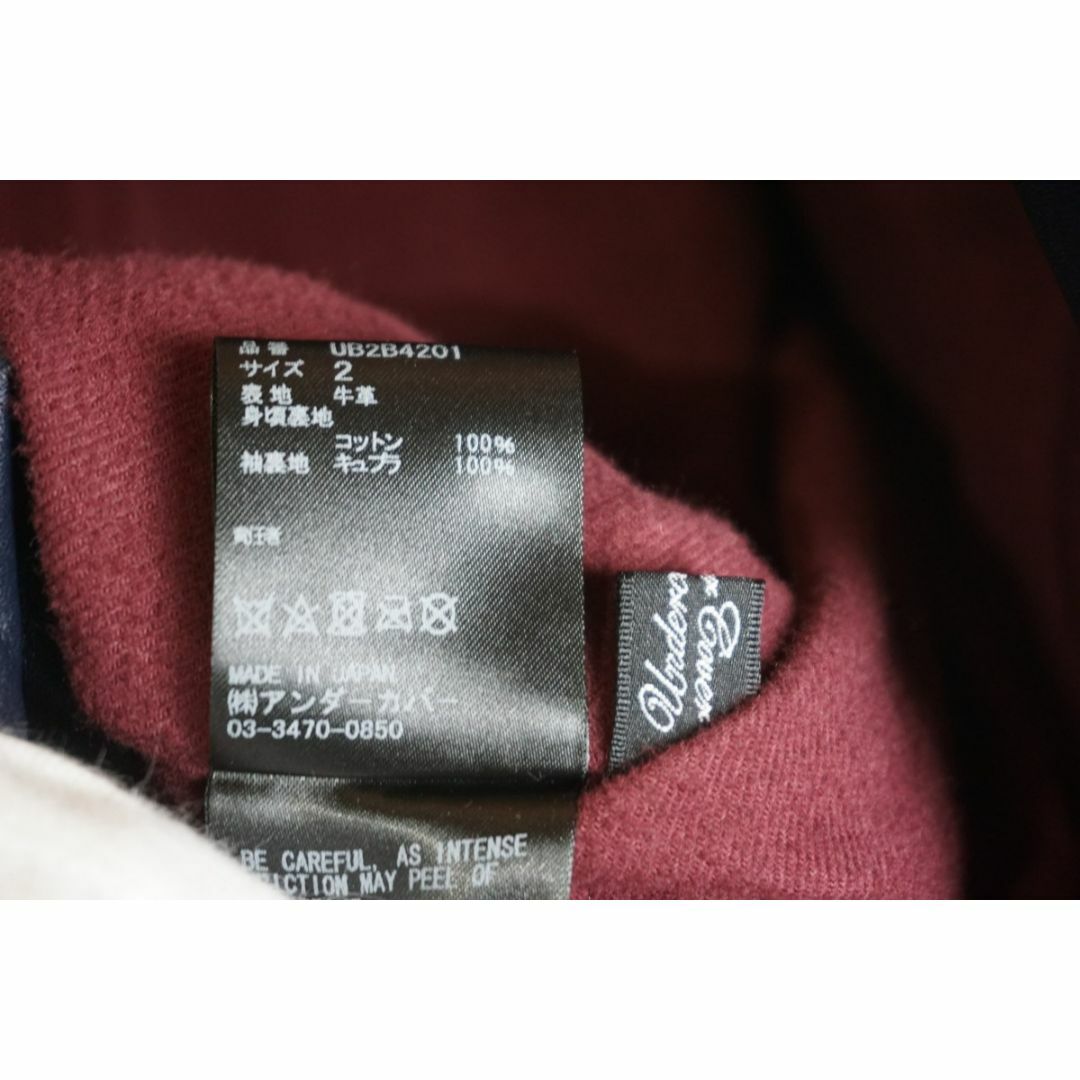 品番 UB2B4201
サイズ 2
表地 牛革
身頃裏地
コットン 100%
袖裏地 キュプラ 100%
MADE IN JAPAN
㈱アンダーカバー
03-3470-0850
BE CAREFUL, AS INTENSE
MAY PEEL OF
Undercover
Cover